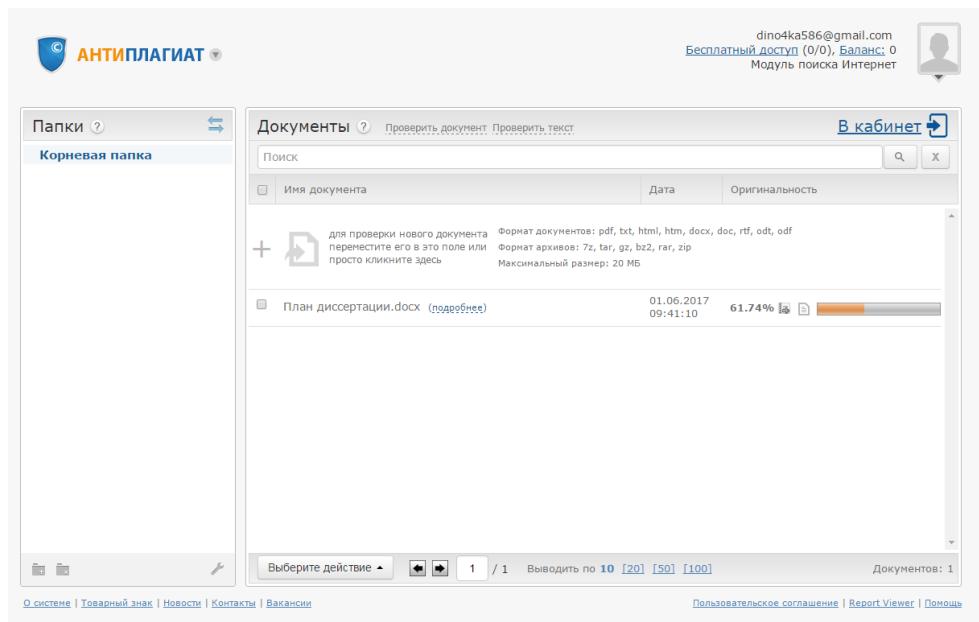 dino4ka586@gmail.com
© АНТИПЛАГИАТ
Бесплатный доступ (0/0), Баланс: 0
Модуль поиска Интернет
Папки ?
Документы ? Проверить документ Проверить текст
В кабинет
Корневая папка
Поиск
X
Имя документа
Дата
Оригинальность
для проверки нового документа
переместите его в это поле или
просто кликните здесь
Формат документов: pdf, txt, html, htm, docx, doc, rtf, odt, odf
Формат архивов: 7z, tar, gz, bz2, rar, zip
Максимальный размер: 20 МБ
План диссертации.docx (подробнее)
01.06.2017
09:41:10
61.74%
Выберите действие
1 / 1
Выводить по 10 [20] [50] [100]
Документов: 1
О системе | Товарный знак | Новости | Контакты | Вакансии
Пользовательское соглашение | Report Viewer | Помощь